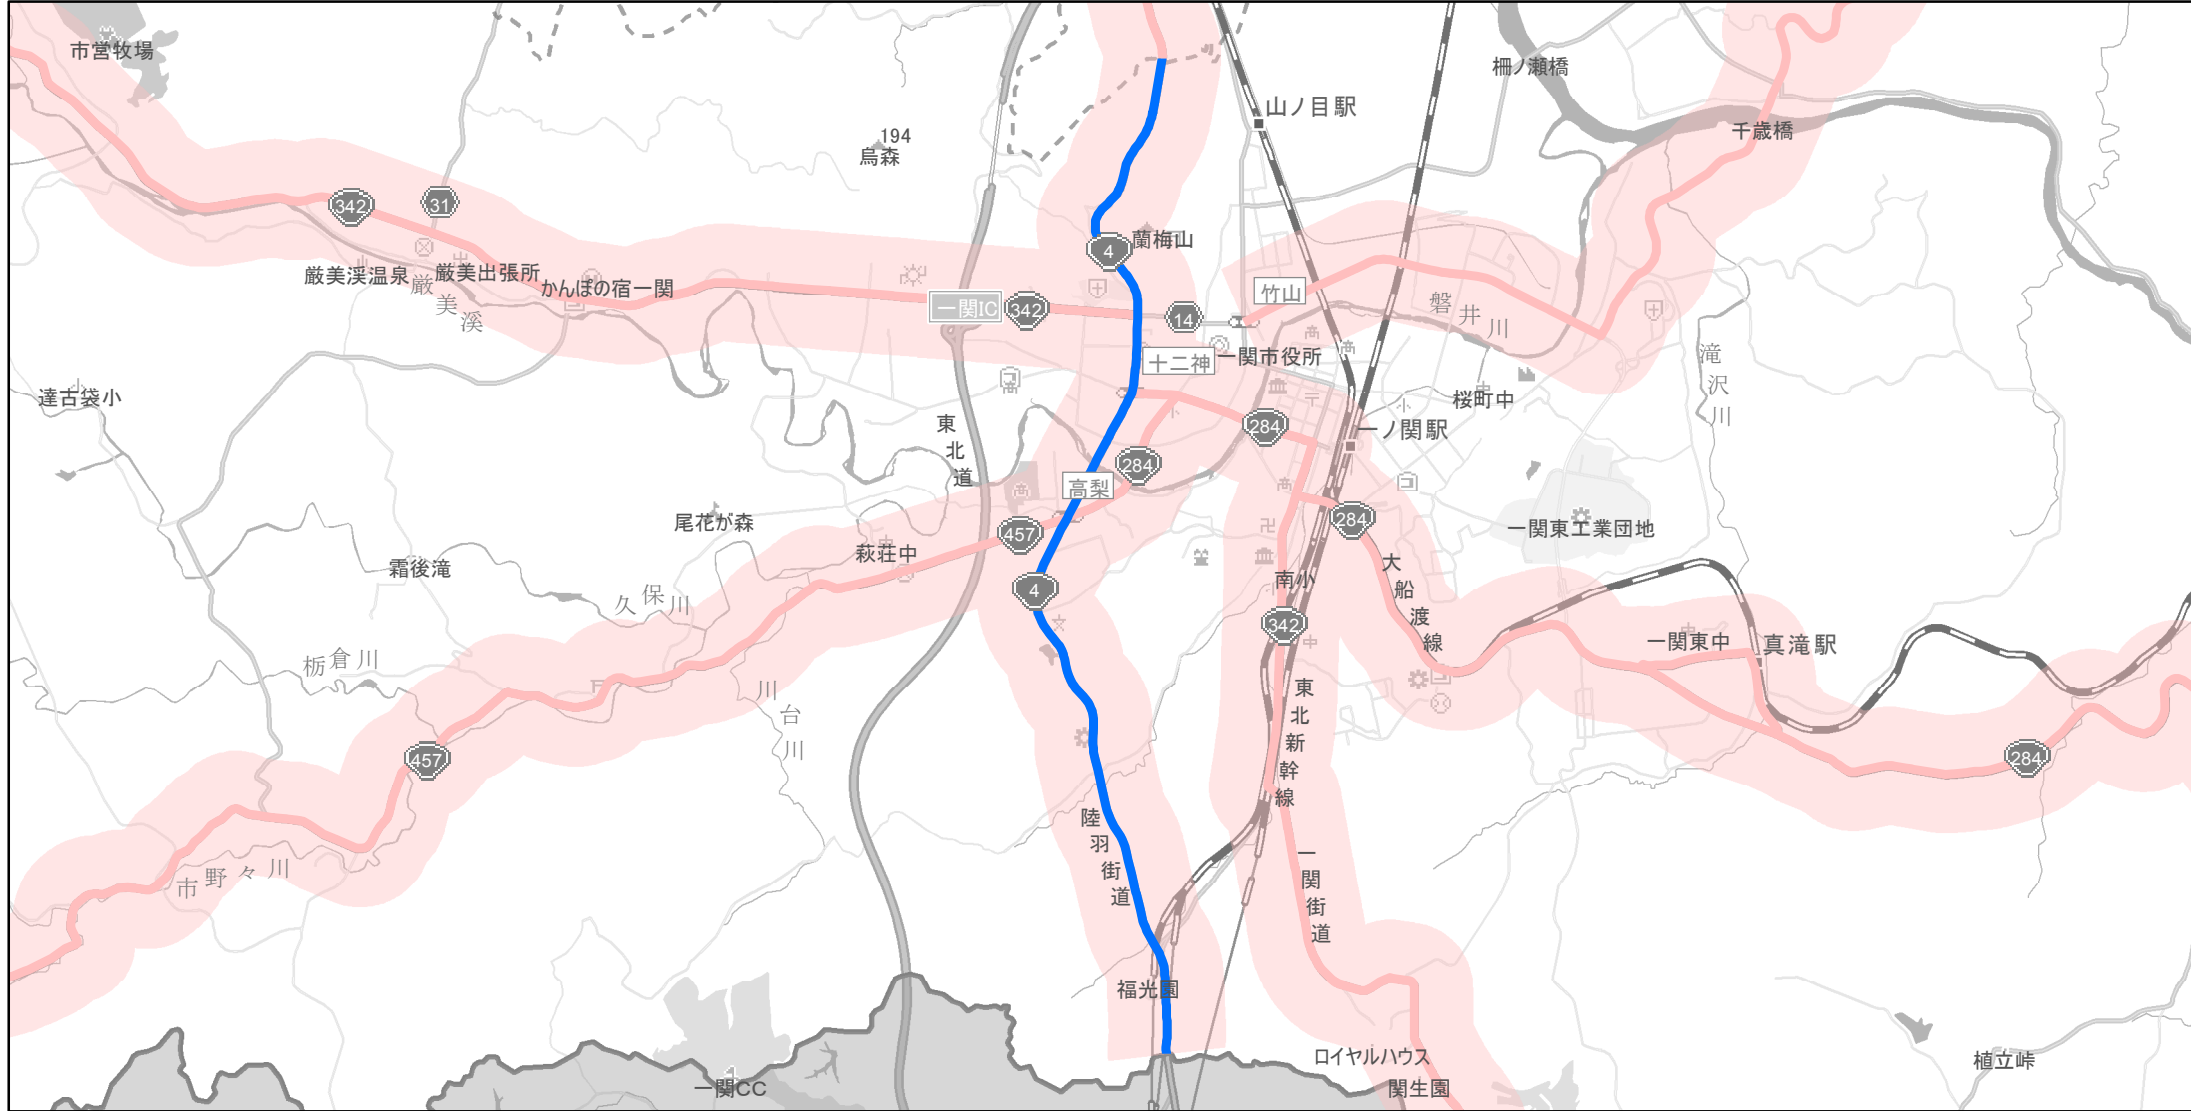 市営牧場
柵ノ瀬橋
山ノ目駅
千歳橋
194
烏森
342
31
4
蘭梅山
厳美渓温泉
厳美出張所
かんぽの宿一関
厳美渓
一関IC
342
14
竹山
磐井川
十二神
一関市役所
滝沢川
達古袋小
桜町中
東北道
284
一ノ関駅
284
高梨
尾花が森
457
284
一関東工業団地
萩荘中
霜後滝
久保川
4
南小
大船渡線
342
栃倉川
一関東中
真滝駅
川台川
東北新幹線
457
284
陸羽街道
市野々川
一関街道
福光園
ロイヤルハウス
関生園
一関CC
植立峠